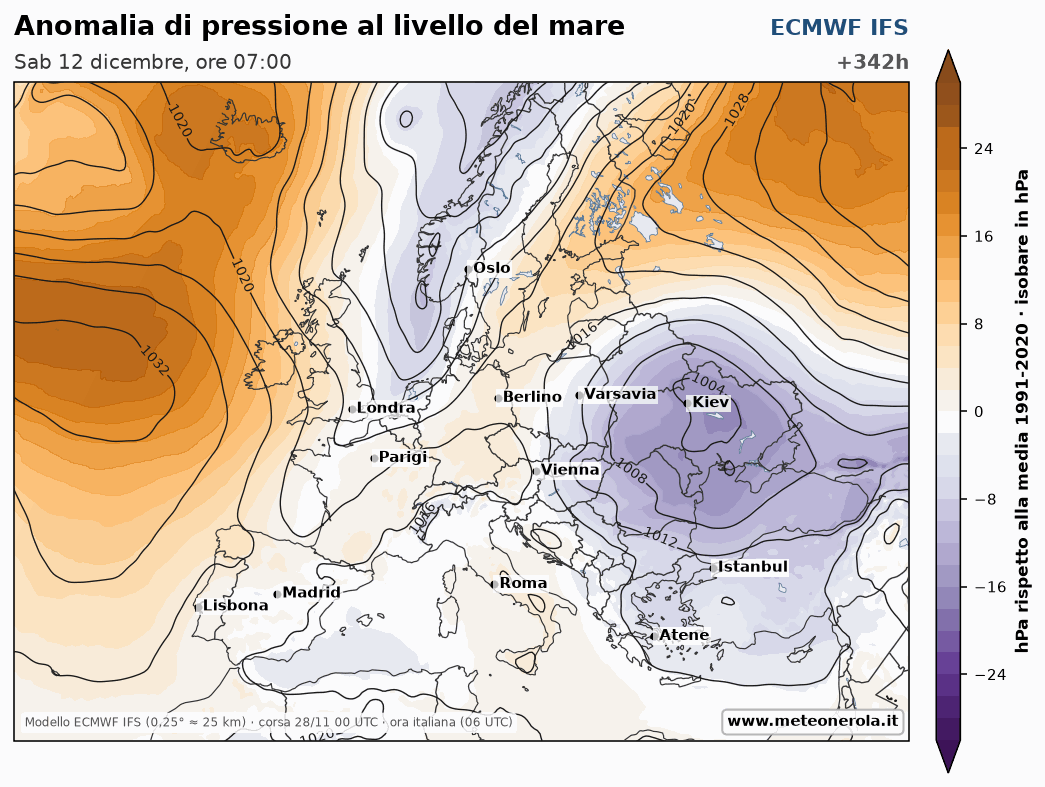 Anomalia di pressione al livello del mare
ECMWF IFS
Sab 12 dicembre, ore 07:00
+342h
1020
1020
1028
24
16
8
0
−8
−16
−24
hPa rispetto alla media 1991-2020 · isobare in hPa
Oslo
1020
1016
1032
1004
Berlino
Varsavia
Kiev
Londra
Parigi
Vienna
1008
1016
1012
Istanbul
Roma
Madrid
Lisbona
Atene
Modello ECMWF IFS (0,25° ≈ 25 km) · corsa 28/11 00 UTC · ora italiana (06 UTC)
www.meteonerola.it
1020